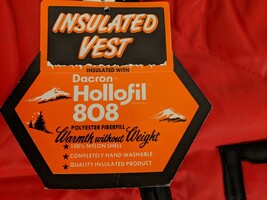 INSULATED
VEST
INSULATED WITH
Dacron
Hollofil
808
POLYESTER FIBERFILL
Warmth without Weight
★ 100% NYLON SHELL
★ COMPLETELY HAND WASHABLE
★ QUALITY INSULATED PRODUCT